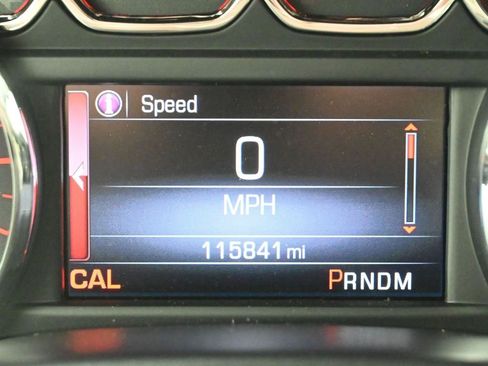 Speed
0
MPH
115841 mi
CAL PRNDM